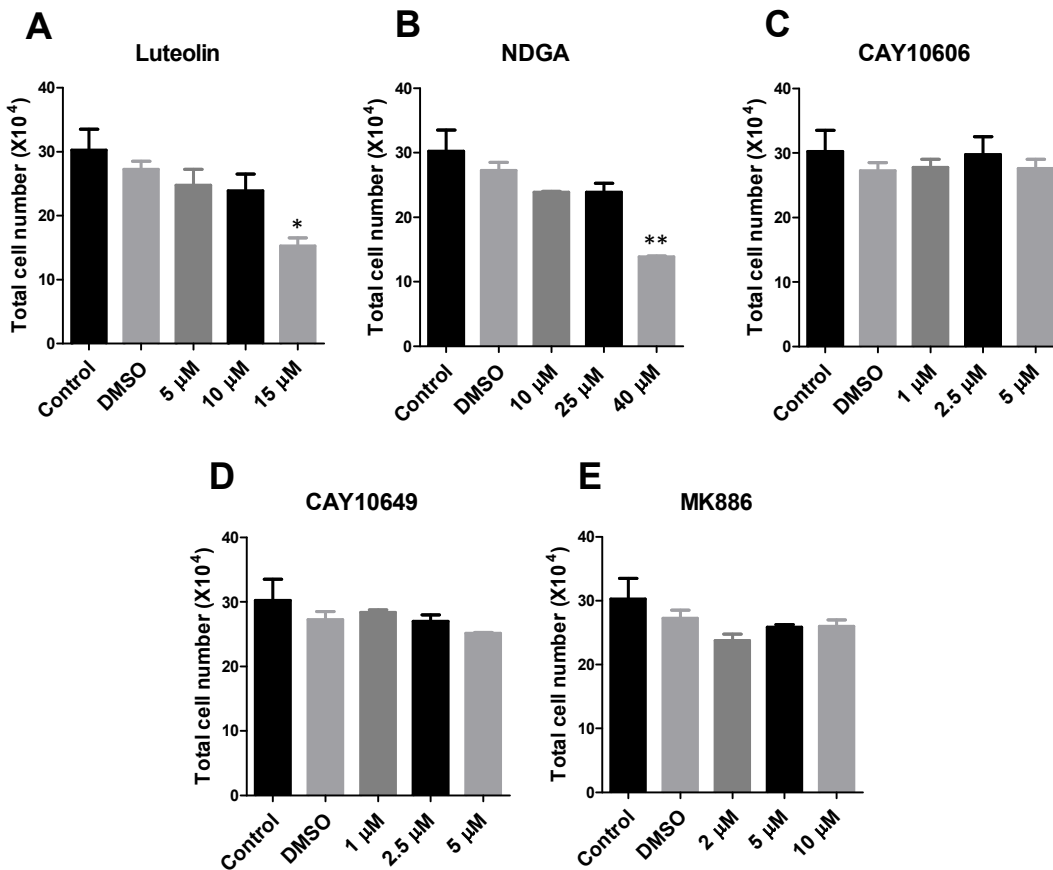 A
Luteolin
Total cell number (X10⁴)
40
30
20
10
0
*
Control
DMSO
5 µM
10 µM
15 µM
B
NDGA
Total cell number (X10⁴)
40
30
20
10
0
**
Control
DMSO
10 µM
25 µM
40 µM
C
CAY10606
Total cell number (X10⁴)
40
30
20
10
0
Control
DMSO
1 µM
2.5 µM
5 µM
D
CAY10649
Total cell number (X10⁴)
40
30
20
10
0
Control
DMSO
1 µM
2.5 µM
5 µM
E
MK886
Total cell number (X10⁴)
40
30
20
10
0
Control
DMSO
2 µM
5 µM
10 µM